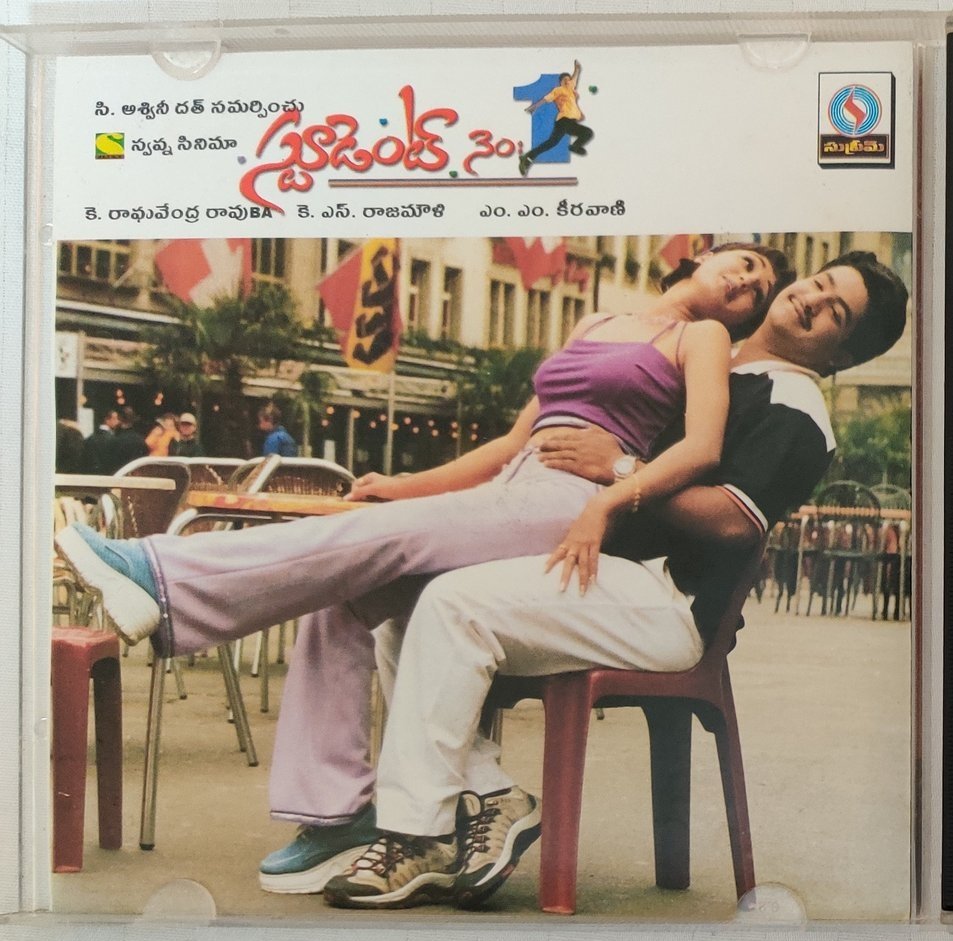 సి. అశ్వినీ దత్ సమర్పించు
స్వప్న సినిమా
స్టూడెంట్ నెం: 1
సుప్రీమ్
కె. రాఘవేంద్ర రావుBA కె. ఎస్. రాజమౌళి ఎం. ఎం. కీరవాణి